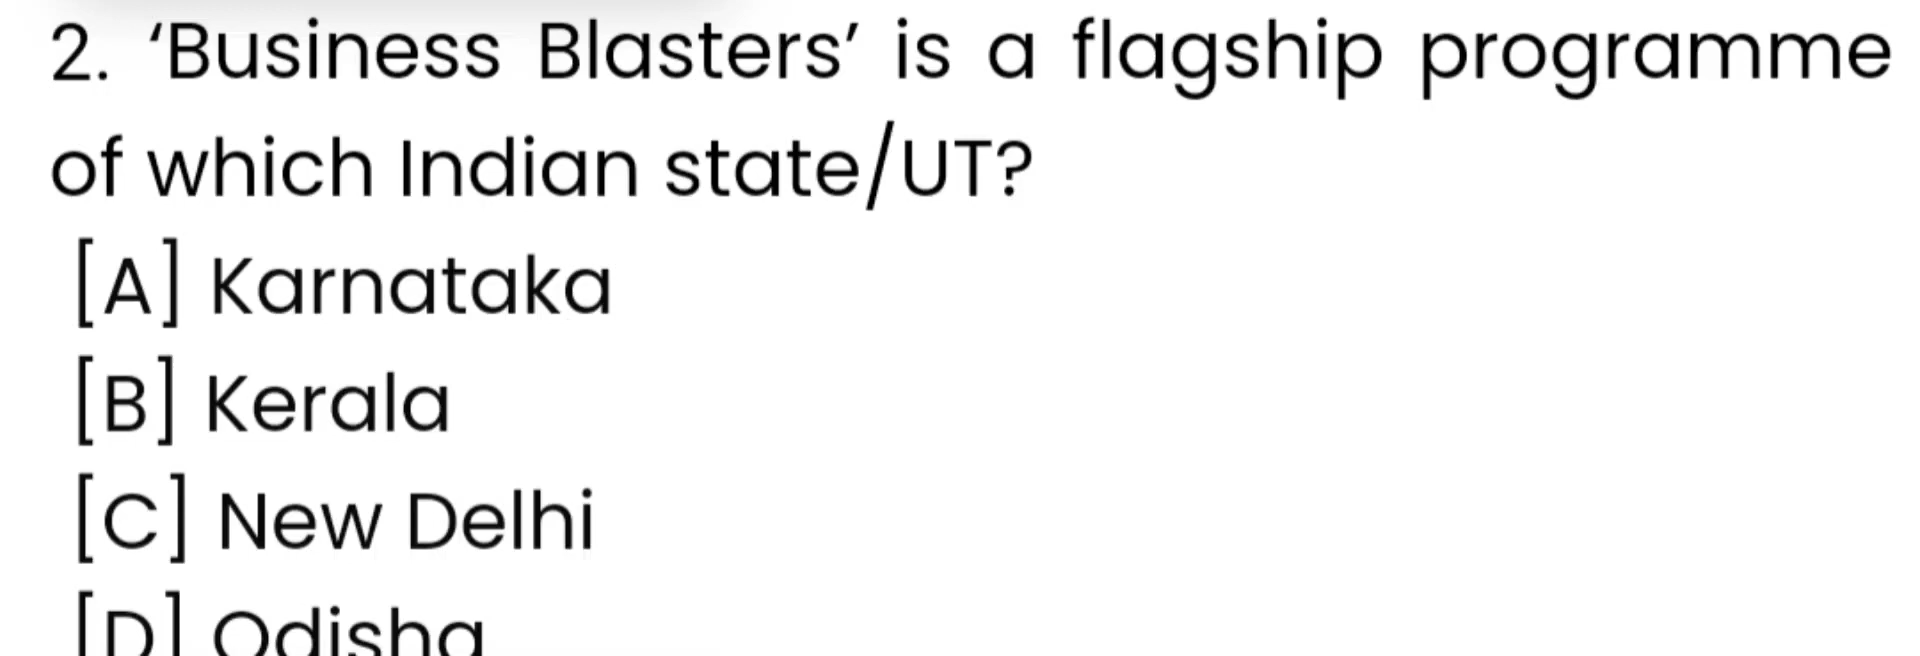 2. ‘Business Blasters’ is a flagship programme
of which Indian state/UT?
[A] Karnataka
[B] Kerala
[C] New Delhi
[D] Odisha